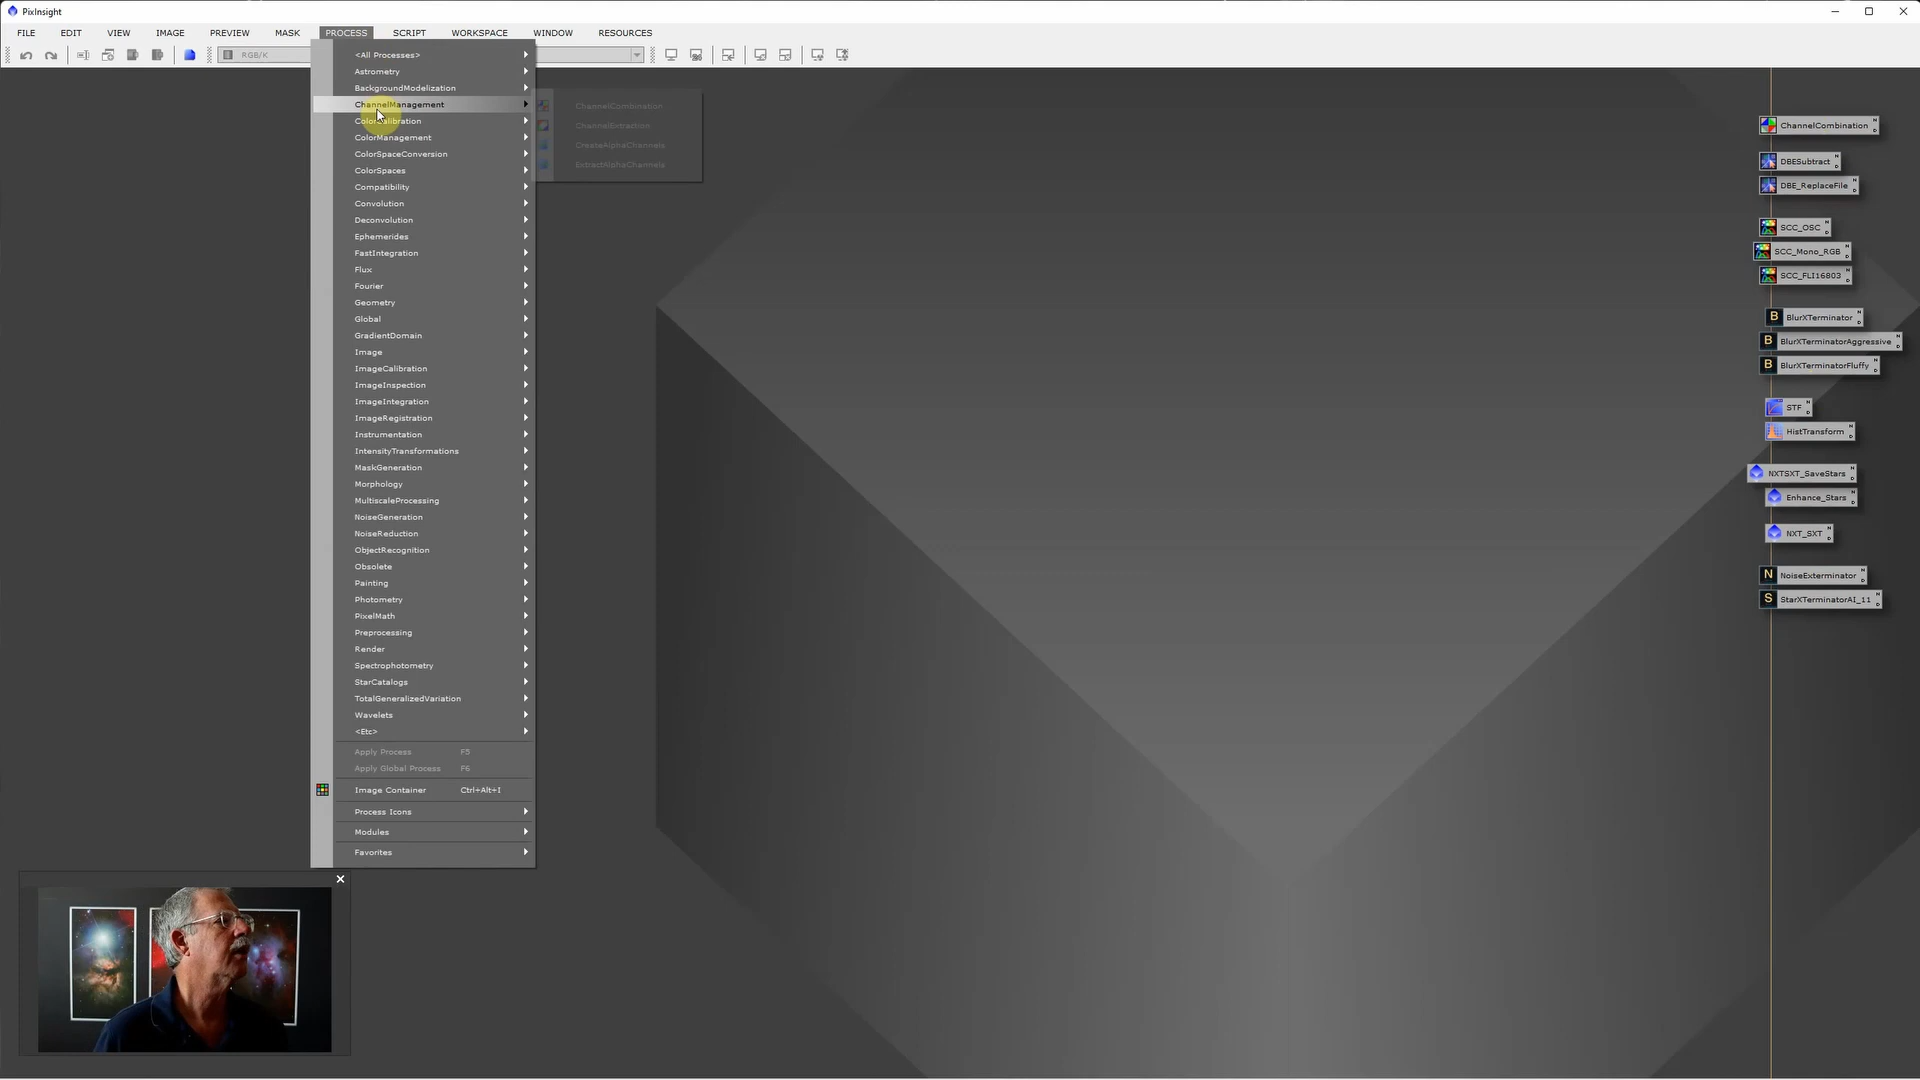 PixInsight
FILE EDIT VIEW IMAGE PREVIEW MASK PROCESS SCRIPT WORKSPACE WINDOW RESOURCES
RGB/K
<All Processes>
Astrometry
BackgroundModelization
ChannelManagement
ColorCalibration
ColorManagement
ColorSpaceConversion
ColorSpaces
Compatibility
Convolution
Deconvolution
Ephemerides
FastIntegration
Flux
Fourier
Geometry
Global
GradientDomain
Image
ImageCalibration
ImageInspection
ImageIntegration
ImageRegistration
Instrumentation
IntensityTransformations
MaskGeneration
Morphology
MultiscaleProcessing
NoiseGeneration
NoiseReduction
ObjectRecognition
Obsolete
Painting
Photometry
PixelMath
Preprocessing
Render
Spectrophotometry
StarCatalogs
TotalGeneralizedVariation
Wavelets
<Etc>
Apply Process F5
Apply Global Process F6
Image Container Ctrl+Alt+I
Process Icons
Modules
Favorites
ChannelCombination
ChannelExtraction
CreateAlphaChannels
ExtractAlphaChannels
ChannelCombination
DBESubtract
DBE_ReplaceFile
SCC_OSC
SCC_Mono_RGB
SCC_FLI16803
B BlurXTerminator
B BlurXTerminatorAggressive
B BlurXTerminatorFluffy
STF
HistTransform
NXTSXT_SaveStars
Enhance_Stars
NXT_SXT
N NoiseExterminator
S StarXTerminatorAI_11